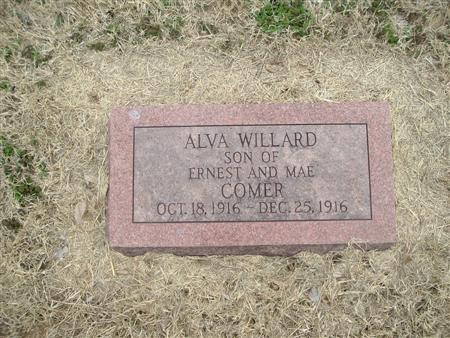 ALVA WILLARD
SON OF
ERNEST AND MAE
COMER
OCT. 18, 1916 - DEC. 25, 1916